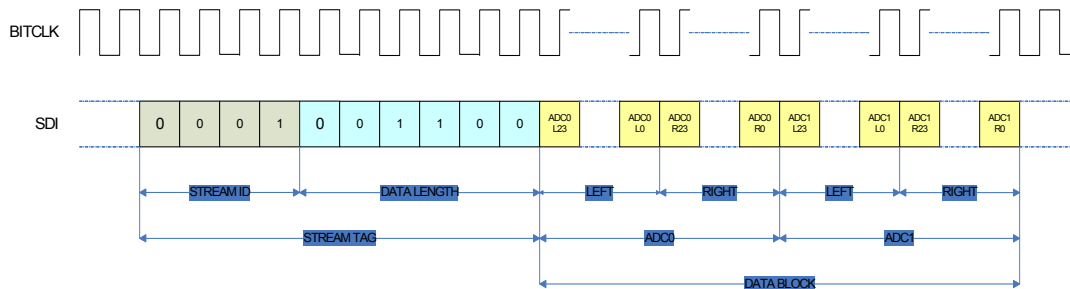 BITCLK
SDI
0 0 0 1 0 0 1 1 0 0
ADC0 L23
ADC0 L0
ADC0 R23
ADC0 R0
ADC1 L23
ADC1 L0
ADC1 R23
ADC1 R0
STREAM ID DATA LENGTH LEFT RIGHT LEFT RIGHT
STREAM TAG ADC0 ADC1
DATA BLOCK